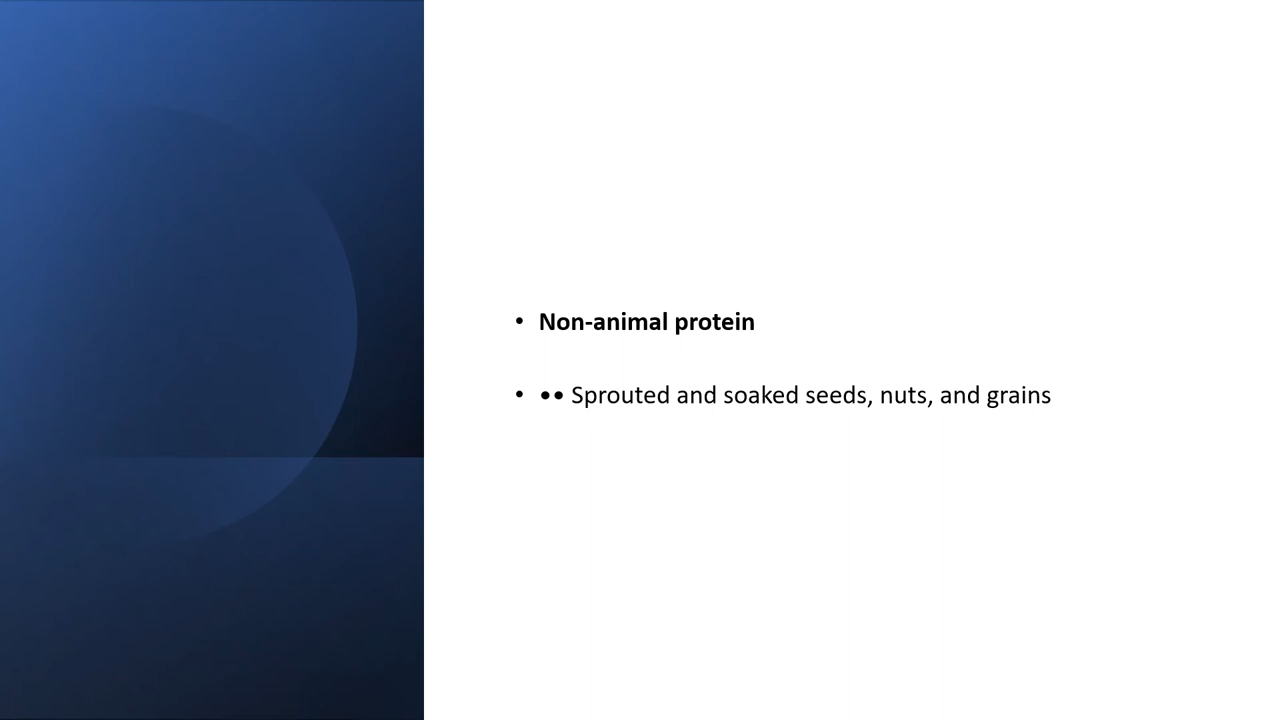 • Non-animal protein
• •• Sprouted and soaked seeds, nuts, and grains